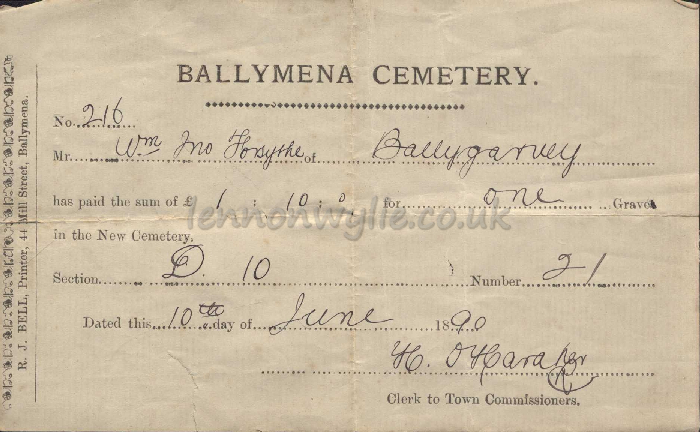 BALLYMENA CEMETERY.
No. 216
Mr. Wm Jno Forsythe of Ballygarvey
has paid the sum of £ 1 : 10 : 0 for one Grave
in the New Cemetery.
Section D. 10 Number 21
Dated this 10th day of June 1890
H. O'Hara
Clerk to Town Commissioners.
R. J. BELL, Printer, 44 Mill Street, Ballymena.
lennonwylie.co.uk